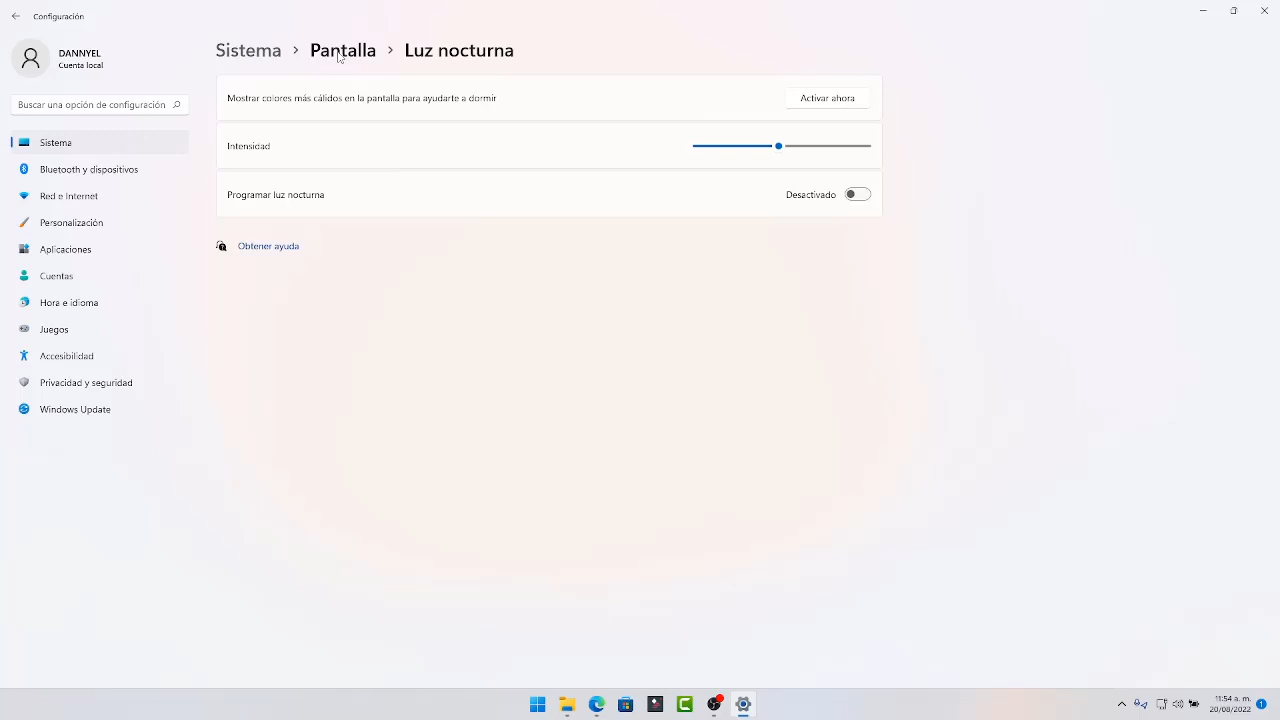 Configuración
DANNYEL
Cuenta local
Buscar una opción de configuración
Sistema
Bluetooth y dispositivos
Red e Internet
Personalización
Aplicaciones
Cuentas
Hora e idioma
Juegos
Accesibilidad
Privacidad y seguridad
Windows Update
Sistema > Pantalla > Luz nocturna
Mostrar colores más cálidos en la pantalla para ayudarte a dormir
Activar ahora
Intensidad
Programar luz nocturna
Desactivado
Obtener ayuda
11:54 a. m.
20/08/2022
1